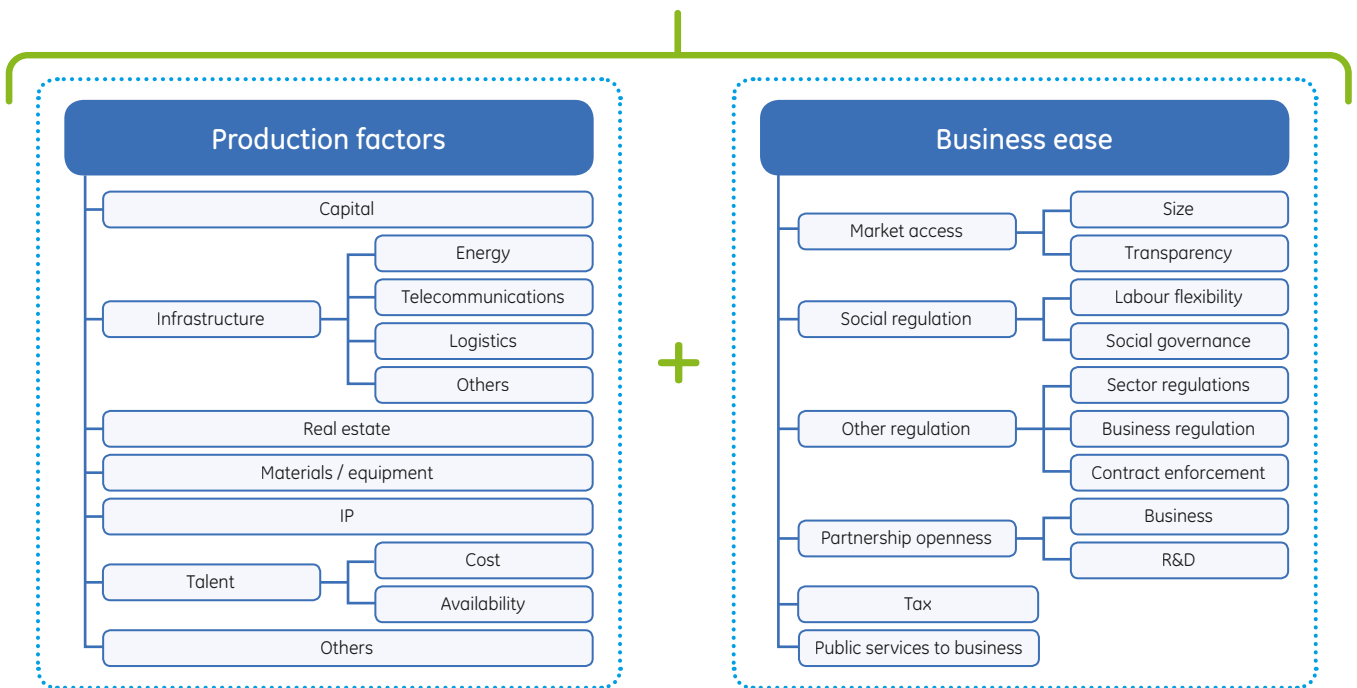 Production factors
Capital
Infrastructure
Energy
Telecommunications
Logistics
Others
Real estate
Materials / equipment
IP
Talent
Cost
Availability
Others
+
Business ease
Market access
Size
Transparency
Social regulation
Labour flexibility
Social governance
Other regulation
Sector regulations
Business regulation
Contract enforcement
Partnership openness
Business
R&D
Tax
Public services to business